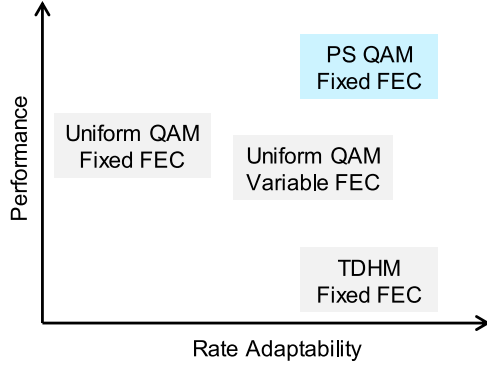 PS QAM
Fixed FEC
Uniform QAM
Fixed FEC
Uniform QAM
Variable FEC
TDHM
Fixed FEC
Performance
Rate Adaptability